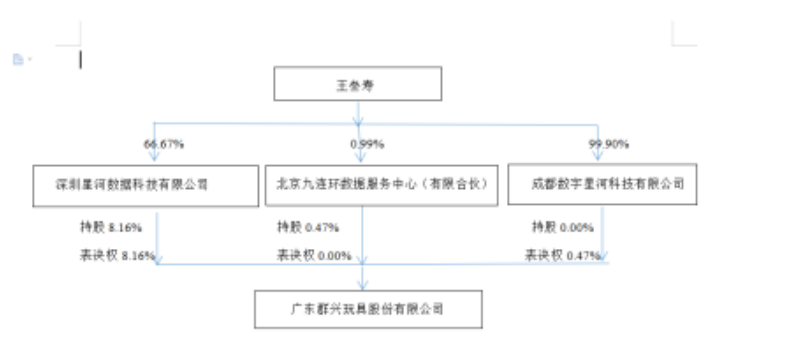 王叁寿
66.67%
0.99%
99.90%
深圳星河数据科技有限公司
北京九连环数据服务中心（有限合伙）
成都数字星河科技有限公司
持股 8.16%
持股 0.47%
持股 0.00%
表决权 8.16%
表决权 0.00%
表决权 0.47%
广东群兴玩具股份有限公司